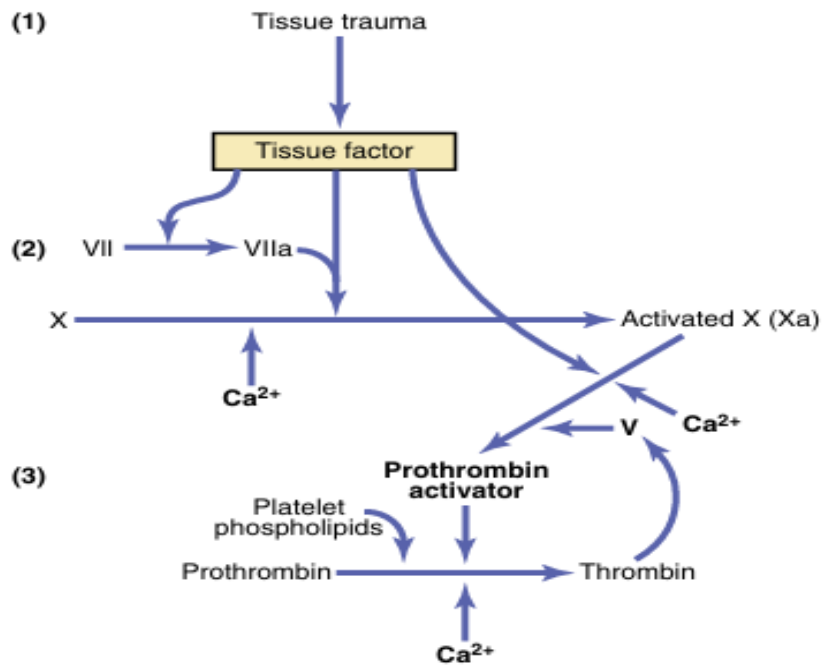 (1)
Tissue trauma
Tissue factor
(2)
VII
VIIa
X
Activated X (Xa)
Ca²⁺
V
Ca²⁺
(3)
Prothrombin
activator
Platelet
phospholipids
Prothrombin
Thrombin
Ca²⁺